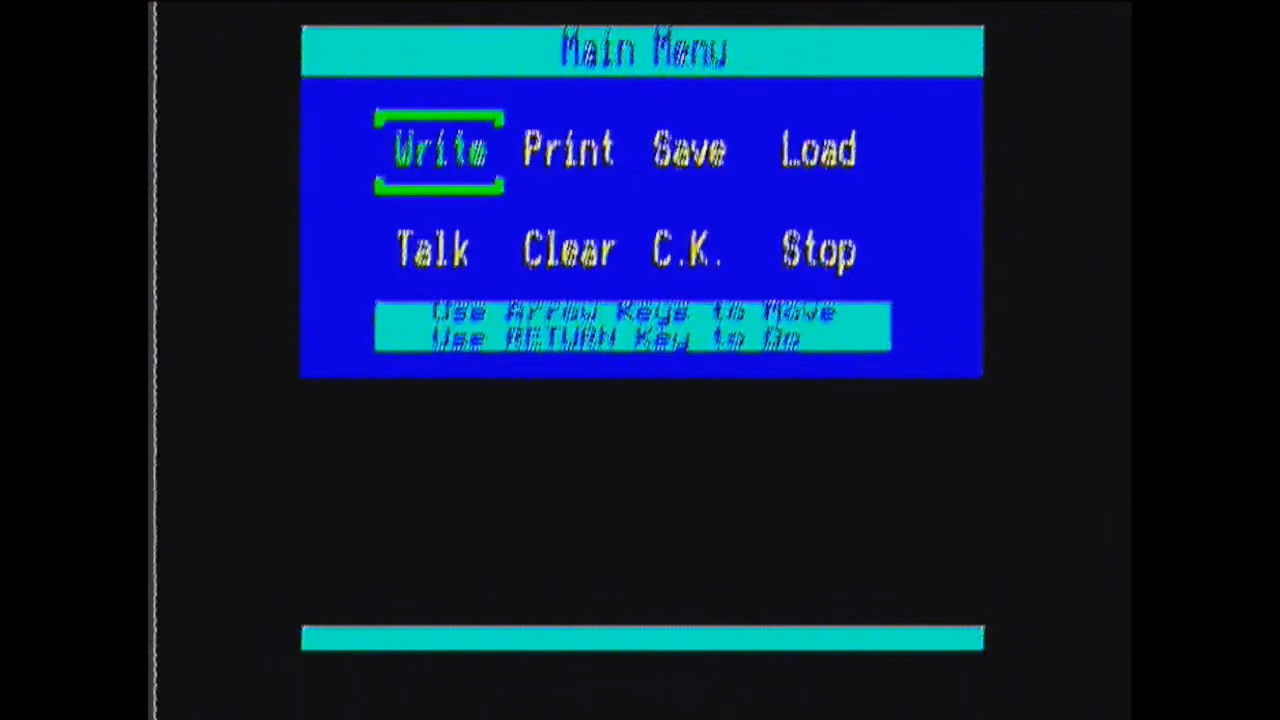 Main Menu
Write Print Save Load
Talk Clear C.K. Stop
Use Arrow Keys to Move
Use RETURN Key to Do